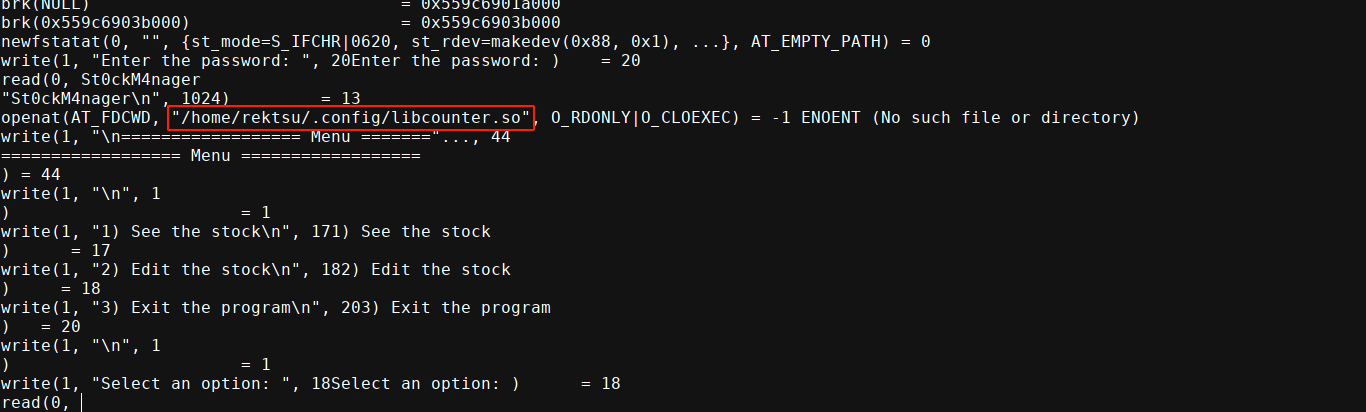 brk(NULL) = 0x559c6901a000
brk(0x559c6903b000) = 0x559c6903b000
newfstatat(0, "", {st_mode=S_IFCHR|0620, st_rdev=makedev(0x88, 0x1), ...}, AT_EMPTY_PATH) = 0
write(1, "Enter the password: ", 20Enter the password: ) = 20
read(0, St0ckM4nager
"St0ckM4nager\n", 1024) = 13
openat(AT_FDCWD, "/home/rektsu/.config/libcounter.so", O_RDONLY|O_CLOEXEC) = -1 ENOENT (No such file or directory)
write(1, "\n================== Menu ======="..., 44
================== Menu ==================
) = 44
write(1, "\n", 1
) = 1
write(1, "1) See the stock\n", 171) See the stock
) = 17
write(1, "2) Edit the stock\n", 182) Edit the stock
) = 18
write(1, "3) Exit the program\n", 203) Exit the program
) = 20
write(1, "\n", 1
) = 1
write(1, "Select an option: ", 18Select an option: ) = 18
read(0,